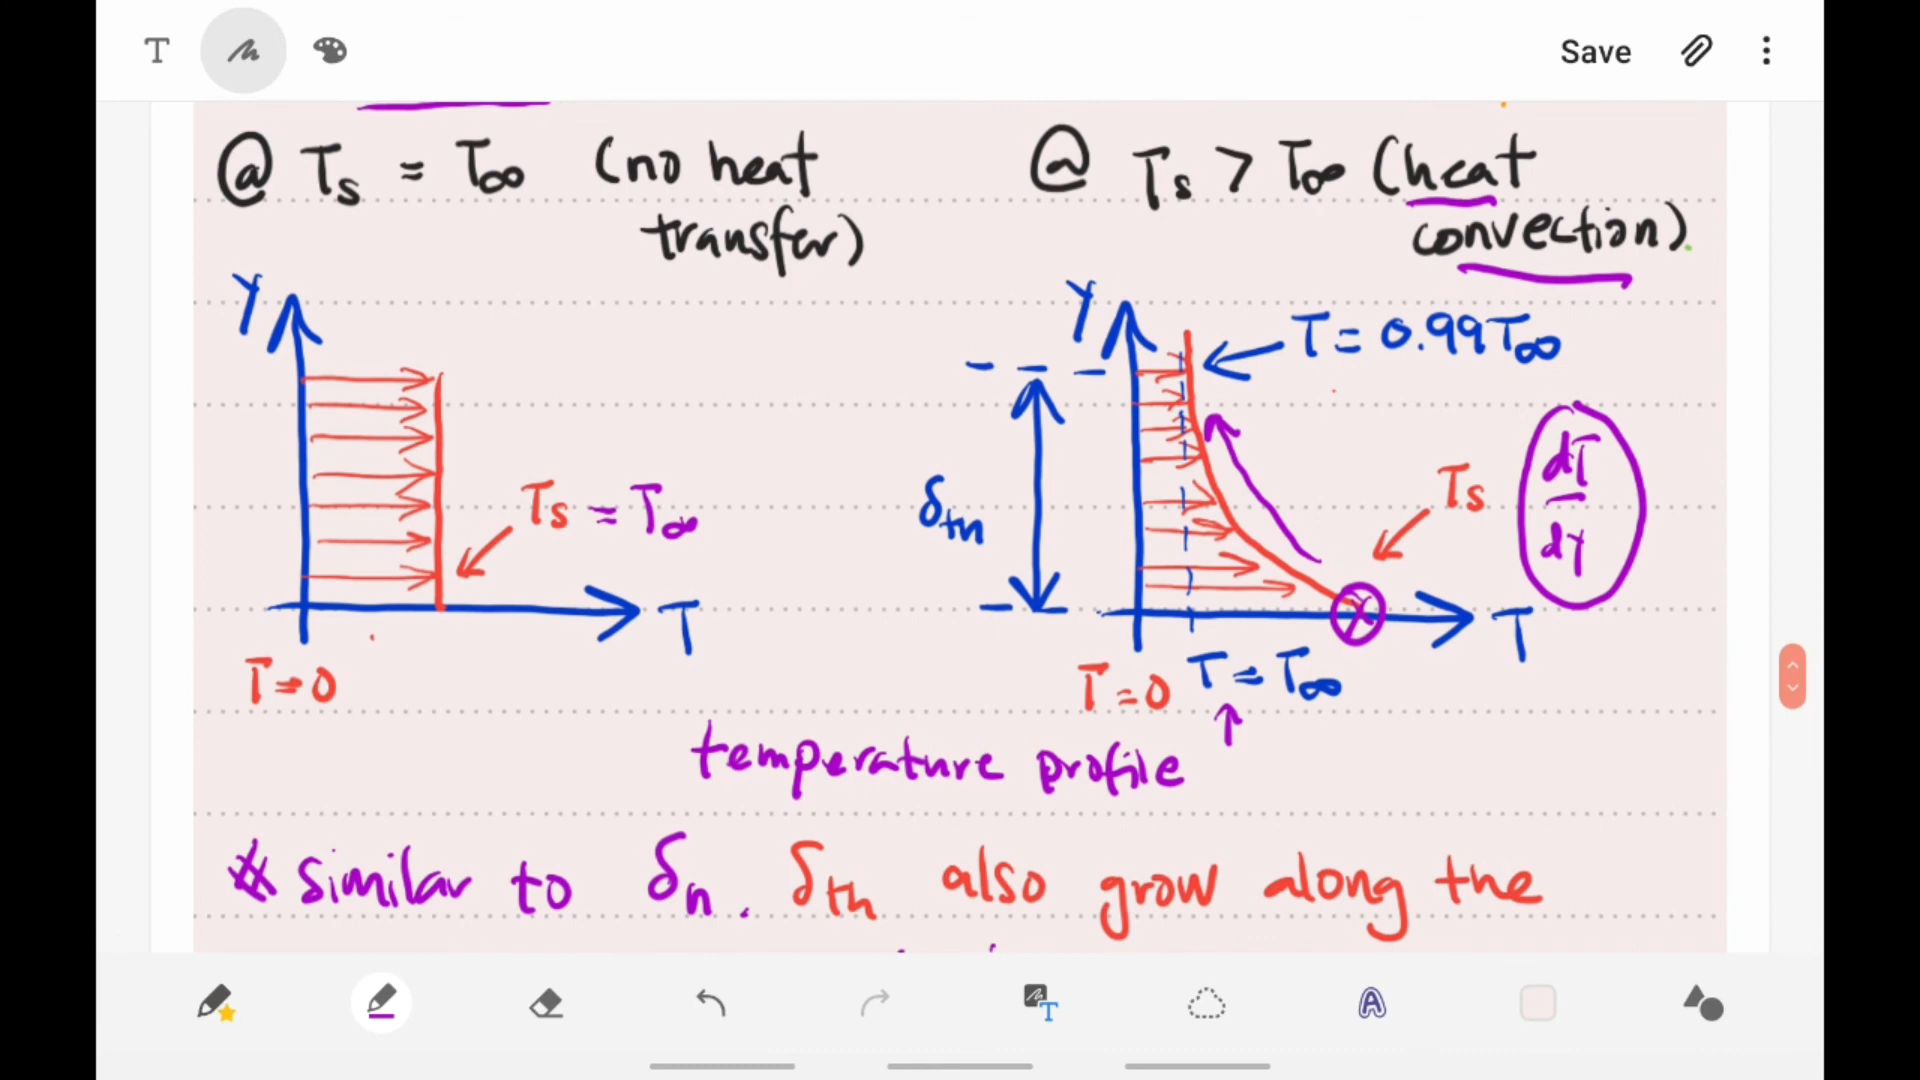 Save
@ Ts = T∞ (no heat
transfer)
@ Ts > T∞ (heat
convection).
Y
Ts = T∞
T
T=0
Y
T = 0.99T∞
δth
Ts
dT
dY
T
T=0
T = T∞
temperature profile
* similar to δn. δth also grow along the